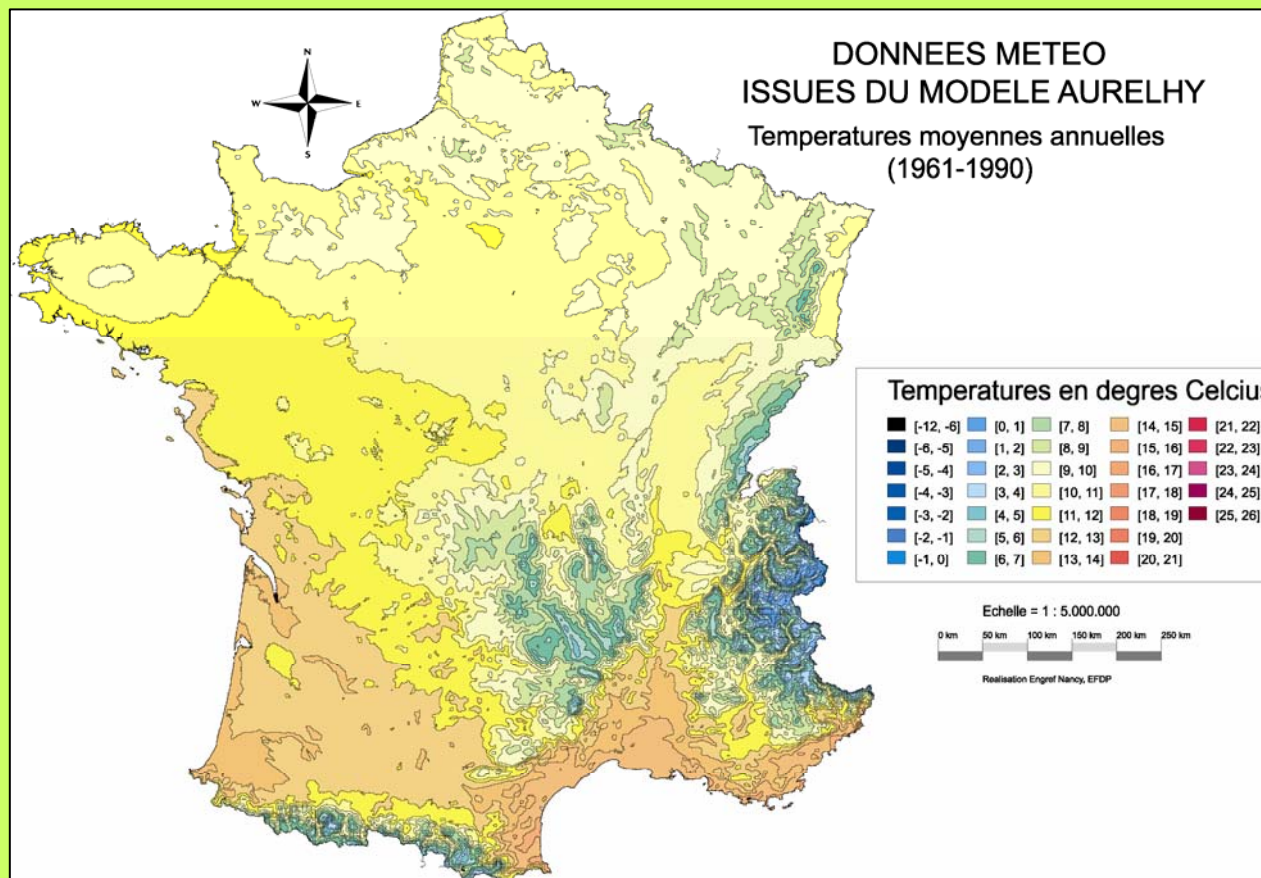 DONNEES METEO
ISSUES DU MODELE AURELHY
Temperatures moyennes annuelles
(1961-1990)
N
W E
S
Temperatures en degres Celcius
[-12, -6] [0, 1] [7, 8] [14, 15] [21, 22]
[-6, -5] [1, 2] [8, 9] [15, 16] [22, 23]
[-5, -4] [2, 3] [9, 10] [16, 17] [23, 24]
[-4, -3] [3, 4] [10, 11] [17, 18] [24, 25]
[-3, -2] [4, 5] [11, 12] [18, 19] [25, 26]
[-2, -1] [5, 6] [12, 13] [19, 20]
[-1, 0] [6, 7] [13, 14] [20, 21]
Echelle = 1 : 5.000.000
0 km 50 km 100 km 150 km 200 km 250 km
Realisation Engref Nancy, EFDP